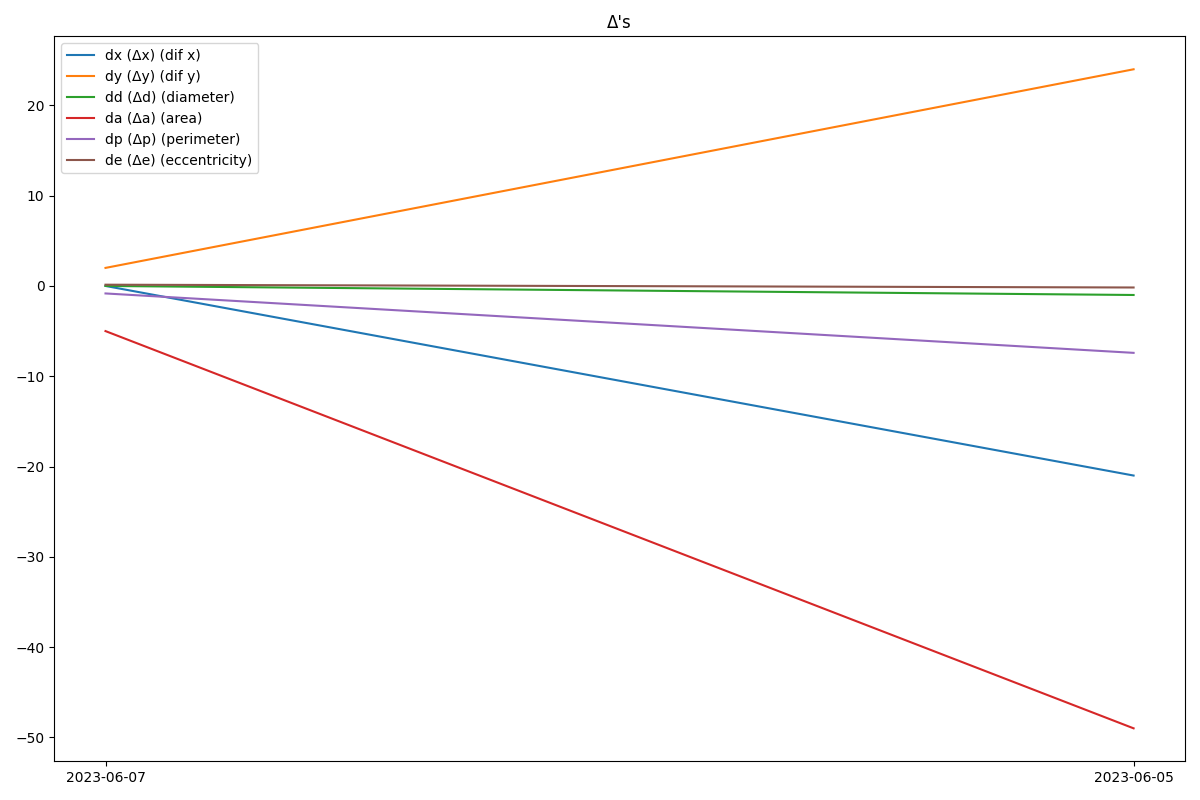 Δ's
dx (Δx) (dif x)
dy (Δy) (dif y)
dd (Δd) (diameter)
da (Δa) (area)
dp (Δp) (perimeter)
de (Δe) (eccentricity)
20
10
0
−10
−20
−30
−40
−50
2023-06-07 2023-06-05